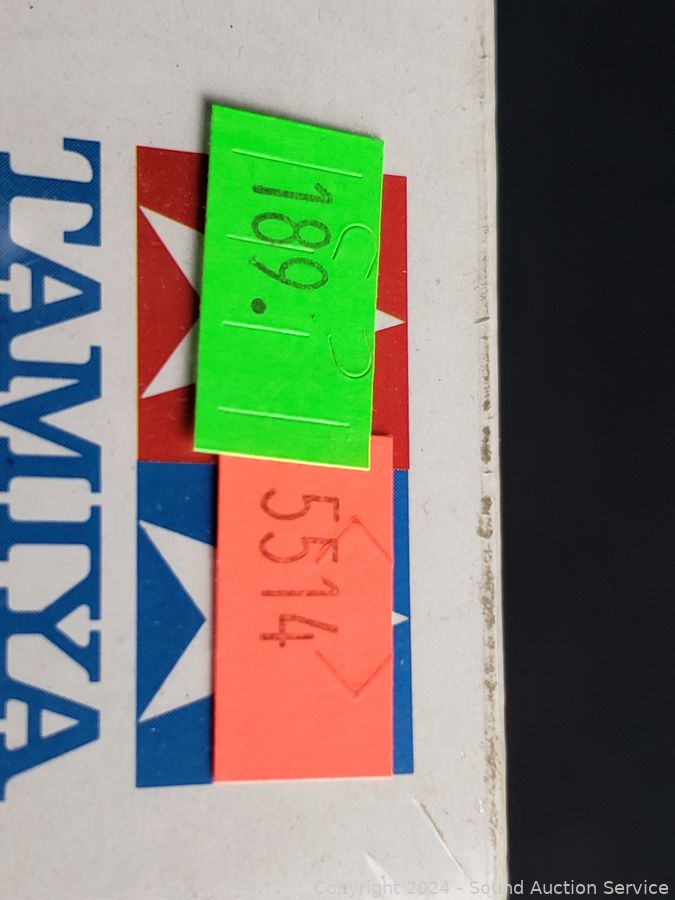 189.
5514
TAMIYA
Copyright 2024 - Sound Auction Service